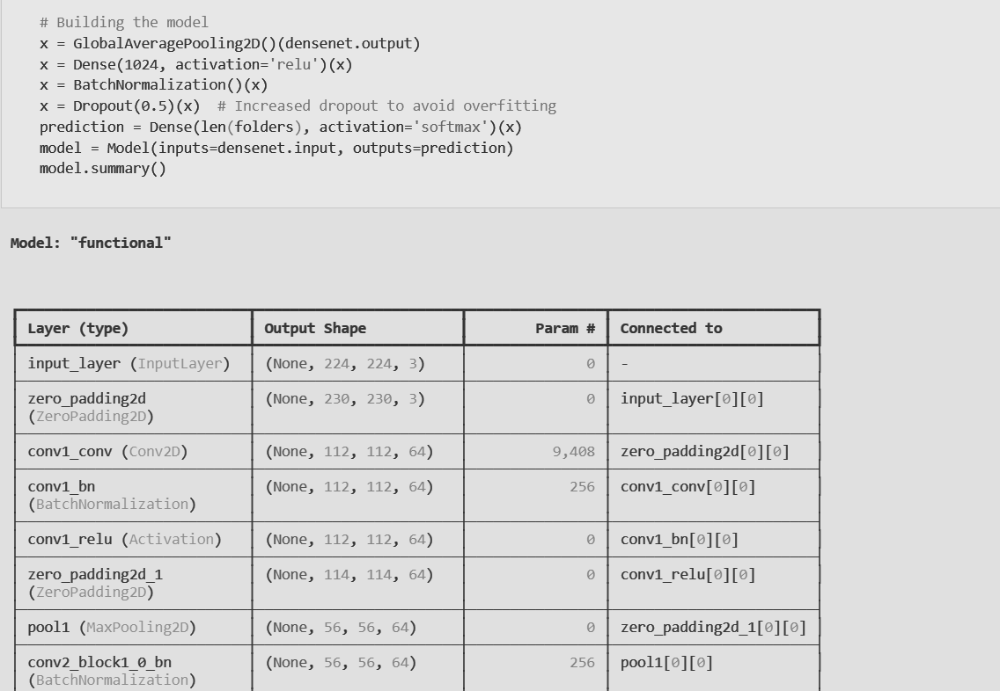 # Building the model
x = GlobalAveragePooling2D()(densenet.output)
x = Dense(1024, activation='relu')(x)
x = BatchNormalization()(x)
x = Dropout(0.5)(x)  # Increased dropout to avoid overfitting
prediction = Dense(len(folders), activation='softmax')(x)
model = Model(inputs=densenet.input, outputs=prediction)
model.summary()
Model: "functional"
Layer (type) Output Shape Param # Connected to
input_layer (InputLayer) (None, 224, 224, 3) 0 -
zero_padding2d (None, 230, 230, 3) 0 input_layer[0][0]
(ZeroPadding2D)
conv1_conv (Conv2D) (None, 112, 112, 64) 9,408 zero_padding2d[0][0]
conv1_bn (None, 112, 112, 64) 256 conv1_conv[0][0]
(BatchNormalization)
conv1_relu (Activation) (None, 112, 112, 64) 0 conv1_bn[0][0]
zero_padding2d_1 (None, 114, 114, 64) 0 conv1_relu[0][0]
(ZeroPadding2D)
pool1 (MaxPooling2D) (None, 56, 56, 64) 0 zero_padding2d_1[0][0]
conv2_block1_0_bn (None, 56, 56, 64) 256 pool1[0][0]
(BatchNormalization)